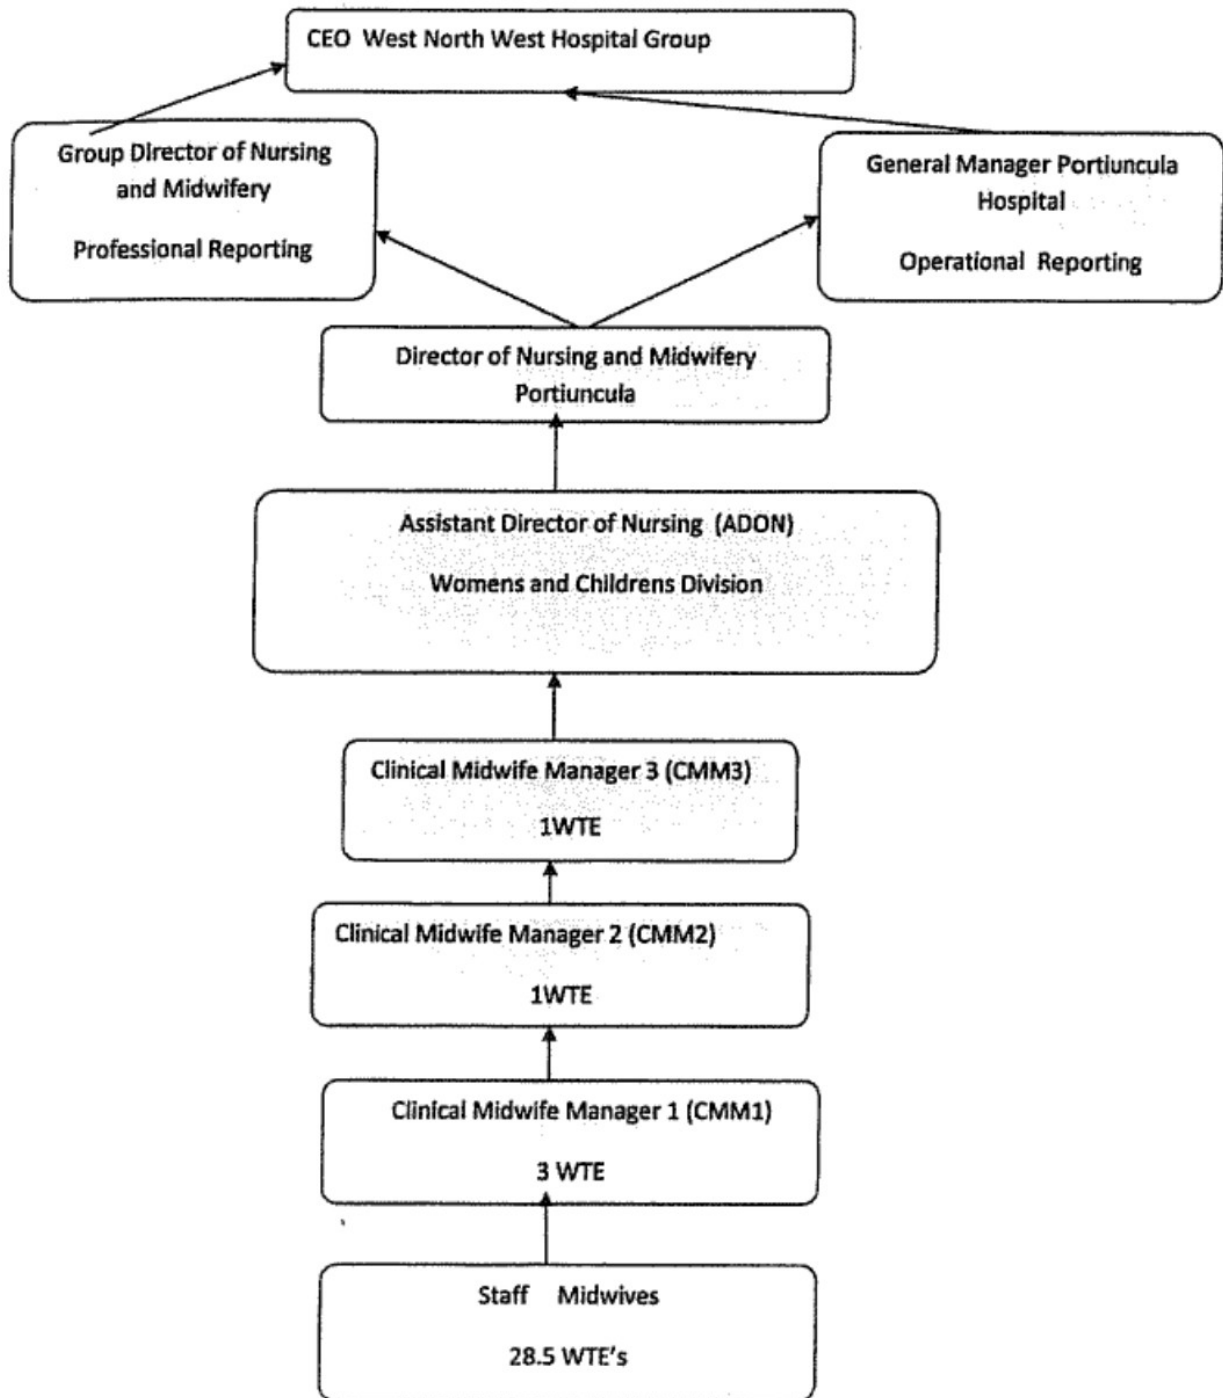 CEO West North West Hospital Group
Group Director of Nursing
and Midwifery
Professional Reporting
General Manager Portiuncula
Hospital
Operational Reporting
Director of Nursing and Midwifery
Portiuncula
Assistant Director of Nursing (ADON)
Womens and Childrens Division
Clinical Midwife Manager 3 (CMM3)
1WTE
Clinical Midwife Manager 2 (CMM2)
1WTE
Clinical Midwife Manager 1 (CMM1)
3 WTE
Staff Midwives
28.5 WTE's